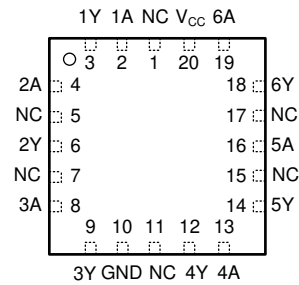 1Y 1A NC VCC 6A
3 2 1 20 19
2A 4 18 6Y
NC 5 17 NC
2Y 6 16 5A
NC 7 15 NC
3A 8 14 5Y
9 10 11 12 13
3Y GND NC 4Y 4A